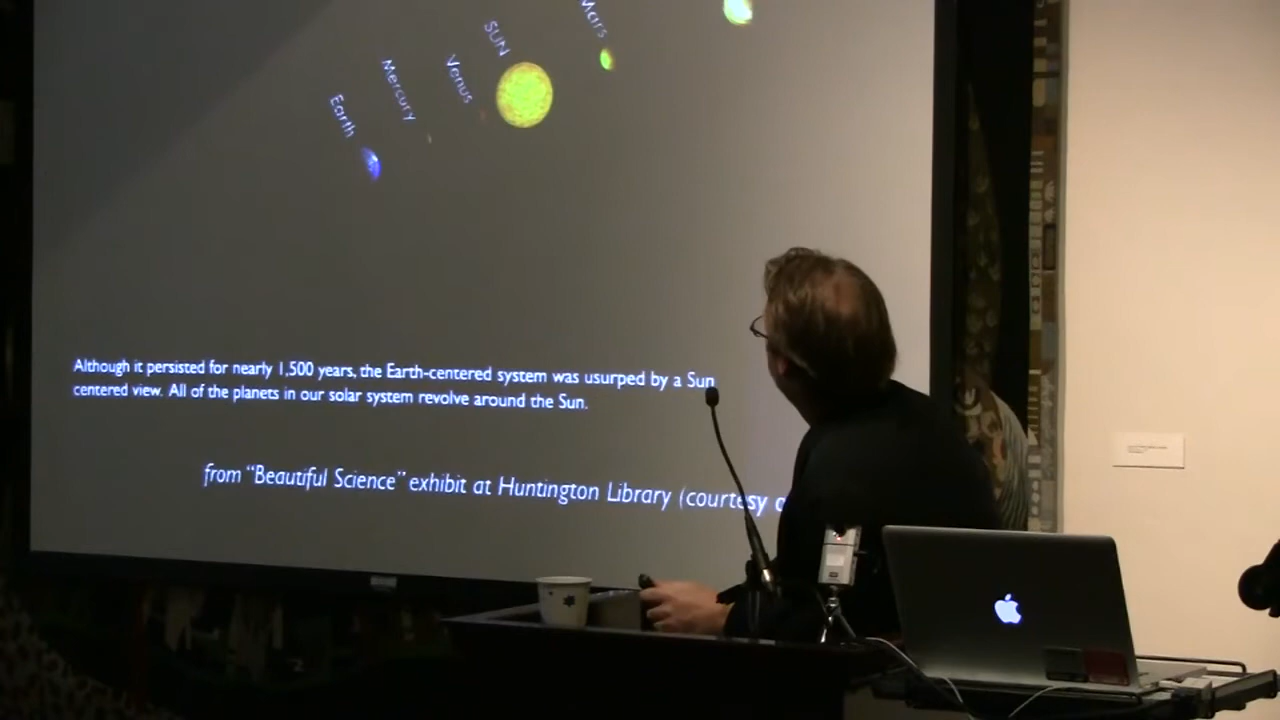 Mars
SUN
Venus
Mercury
Earth
Although it persisted for nearly 1,500 years, the Earth-centered system was usurped by a Sun
centered view. All of the planets in our solar system revolve around the Sun.
from "Beautiful Science" exhibit at Huntington Library (courtesy